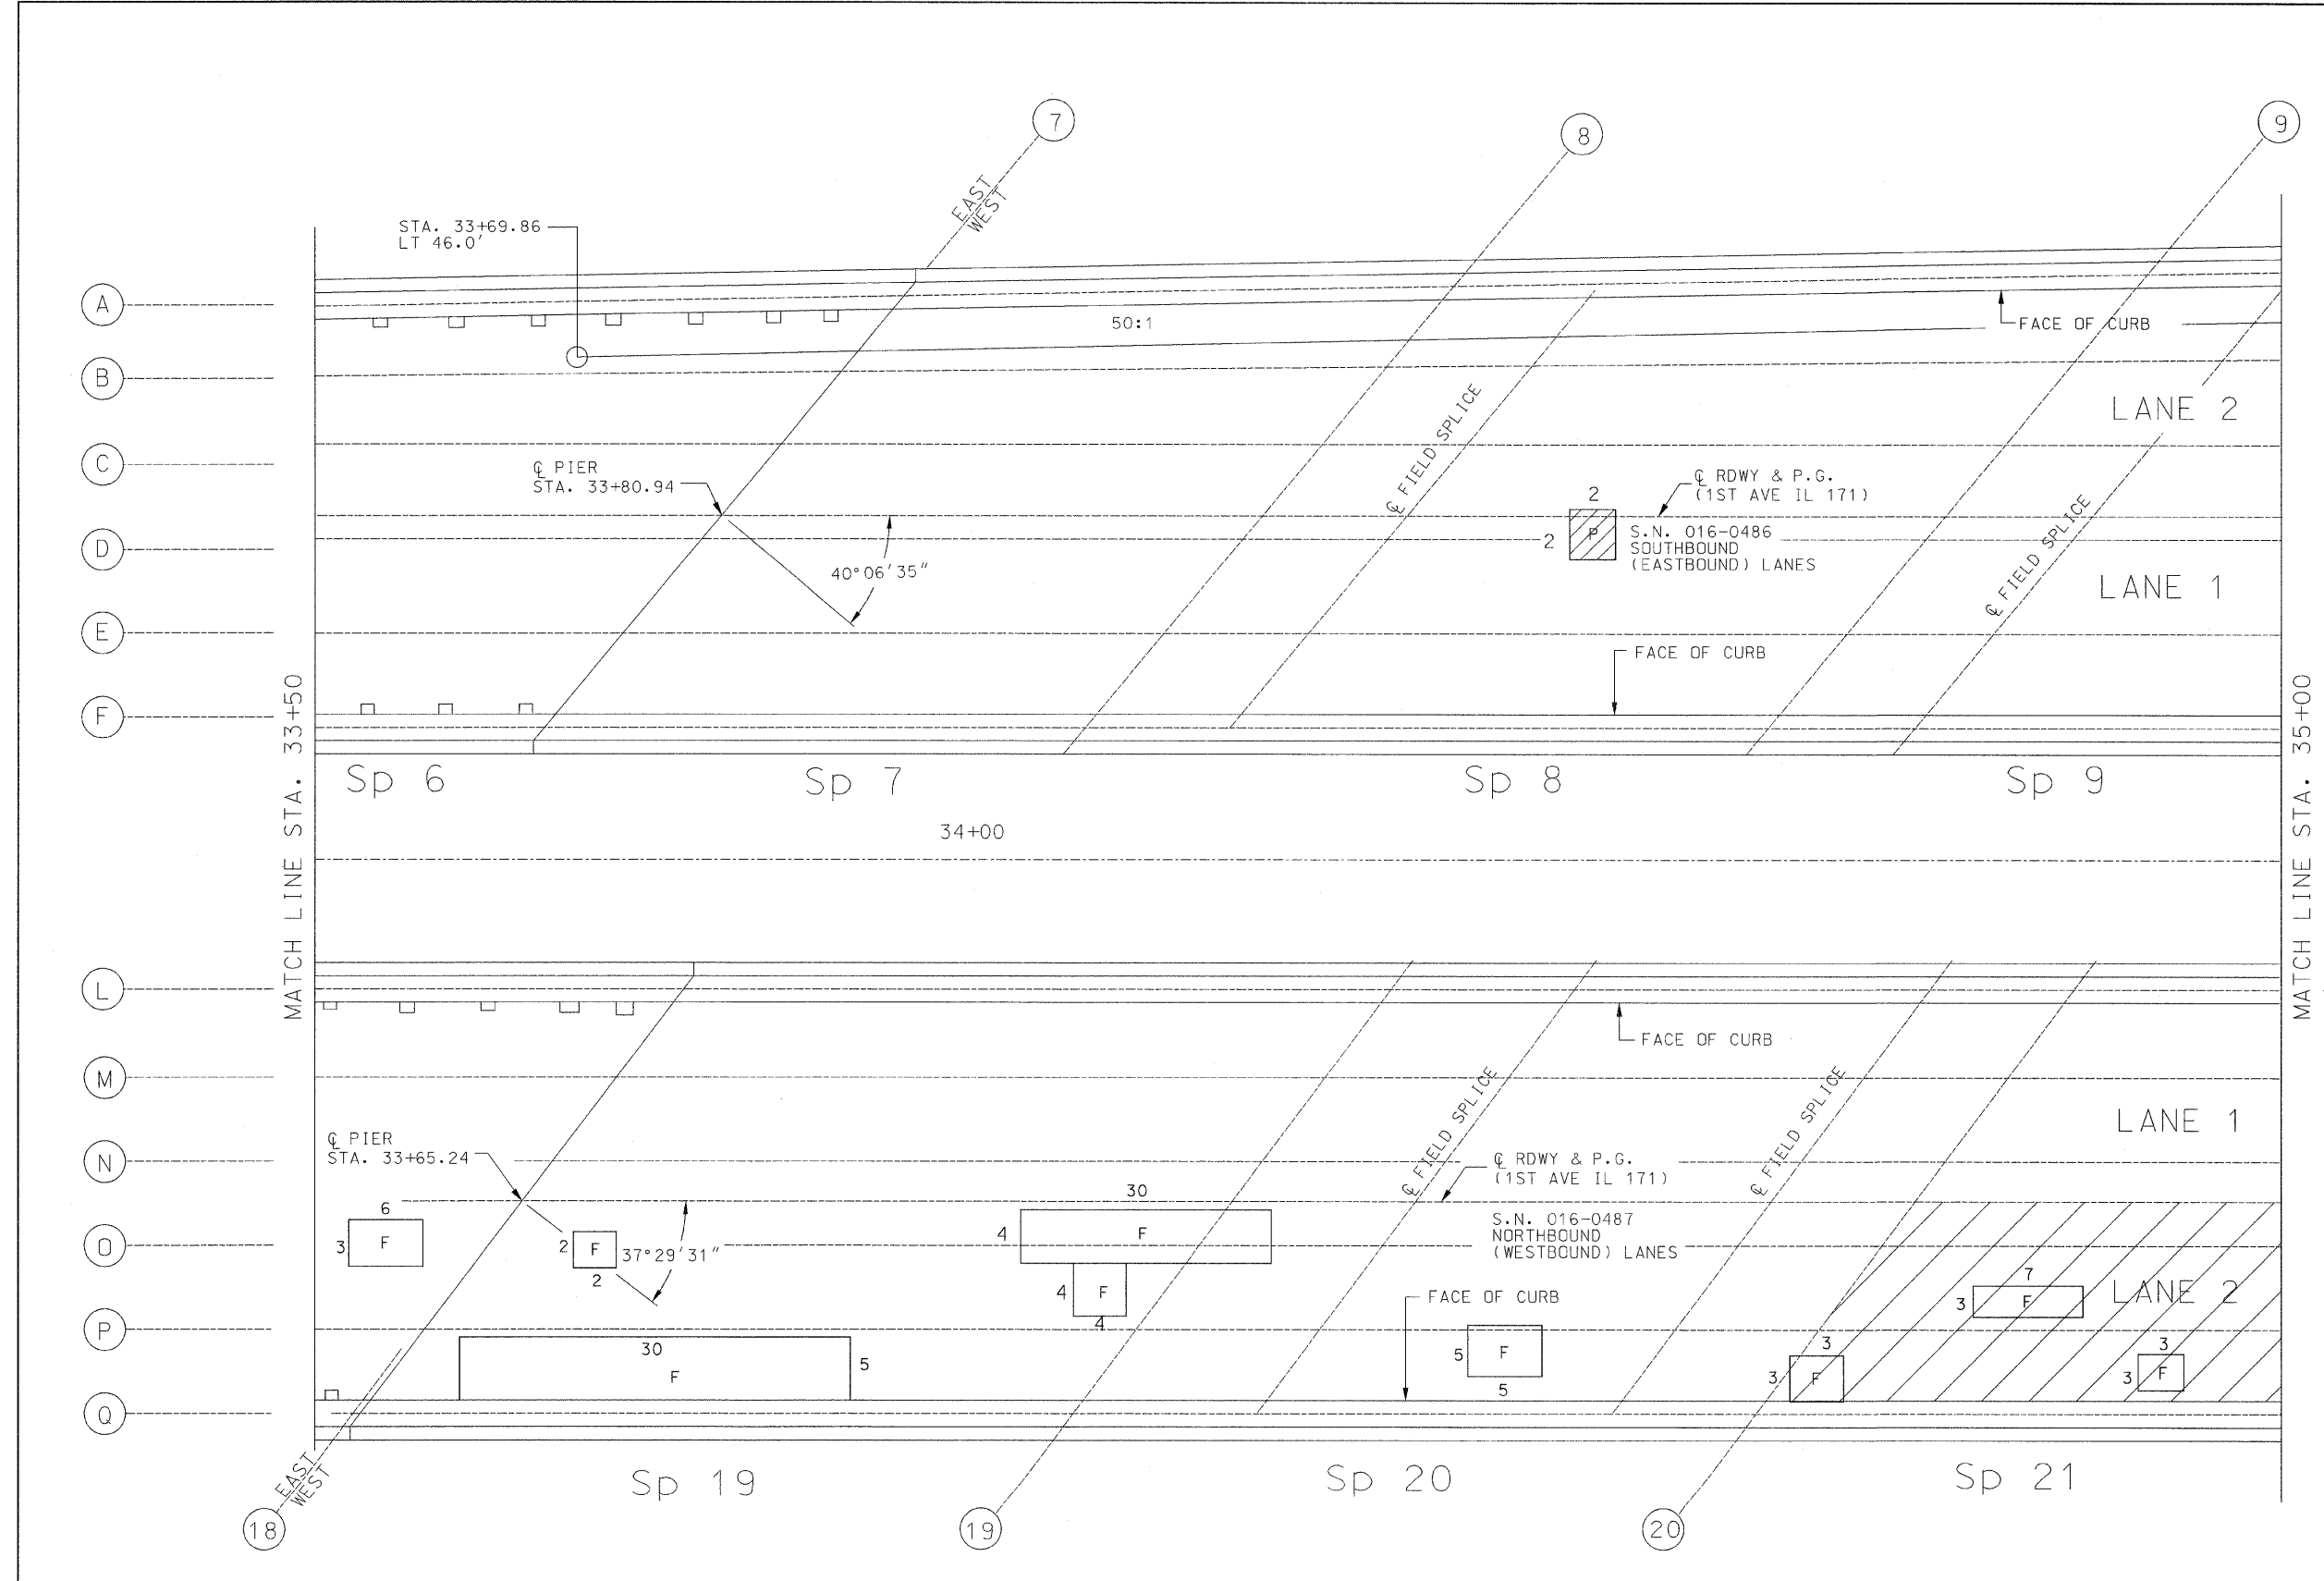 7
8
9
EAST
WEST
STA. 33+69.86
LT 46.0'
A
50:1
FACE OF CURB
B
LANE 2
C
℄ FIELD SPLICE
℄ PIER
STA. 33+80.94
℄ RDWY & P.G.
(1ST AVE IL 171)
2
2
P
S.N. 016-0486
SOUTHBOUND
(EASTBOUND) LANES
D
40°06'35"
℄ FIELD SPLICE
LANE 1
E
FACE OF CURB
F
MATCH LINE STA. 33+50
MATCH LINE STA. 35+00
Sp 6
Sp 7
Sp 8
Sp 9
34+00
L
FACE OF CURB
M
℄ FIELD SPLICE
℄ FIELD SPLICE
LANE 1
℄ PIER
STA. 33+65.24
N
℄ RDWY & P.G.
(1ST AVE IL 171)
6
3
F
30
4
F
S.N. 016-0487
NORTHBOUND
(WESTBOUND) LANES
O
2
F
2
37°29'31"
4
F
4
FACE OF CURB
7
3
F
LANE 2
P
30
F
5
5
F
5
3
3
F
3
3
F
Q
EAST
WEST
Sp 19
Sp 20
Sp 21
18
19
20